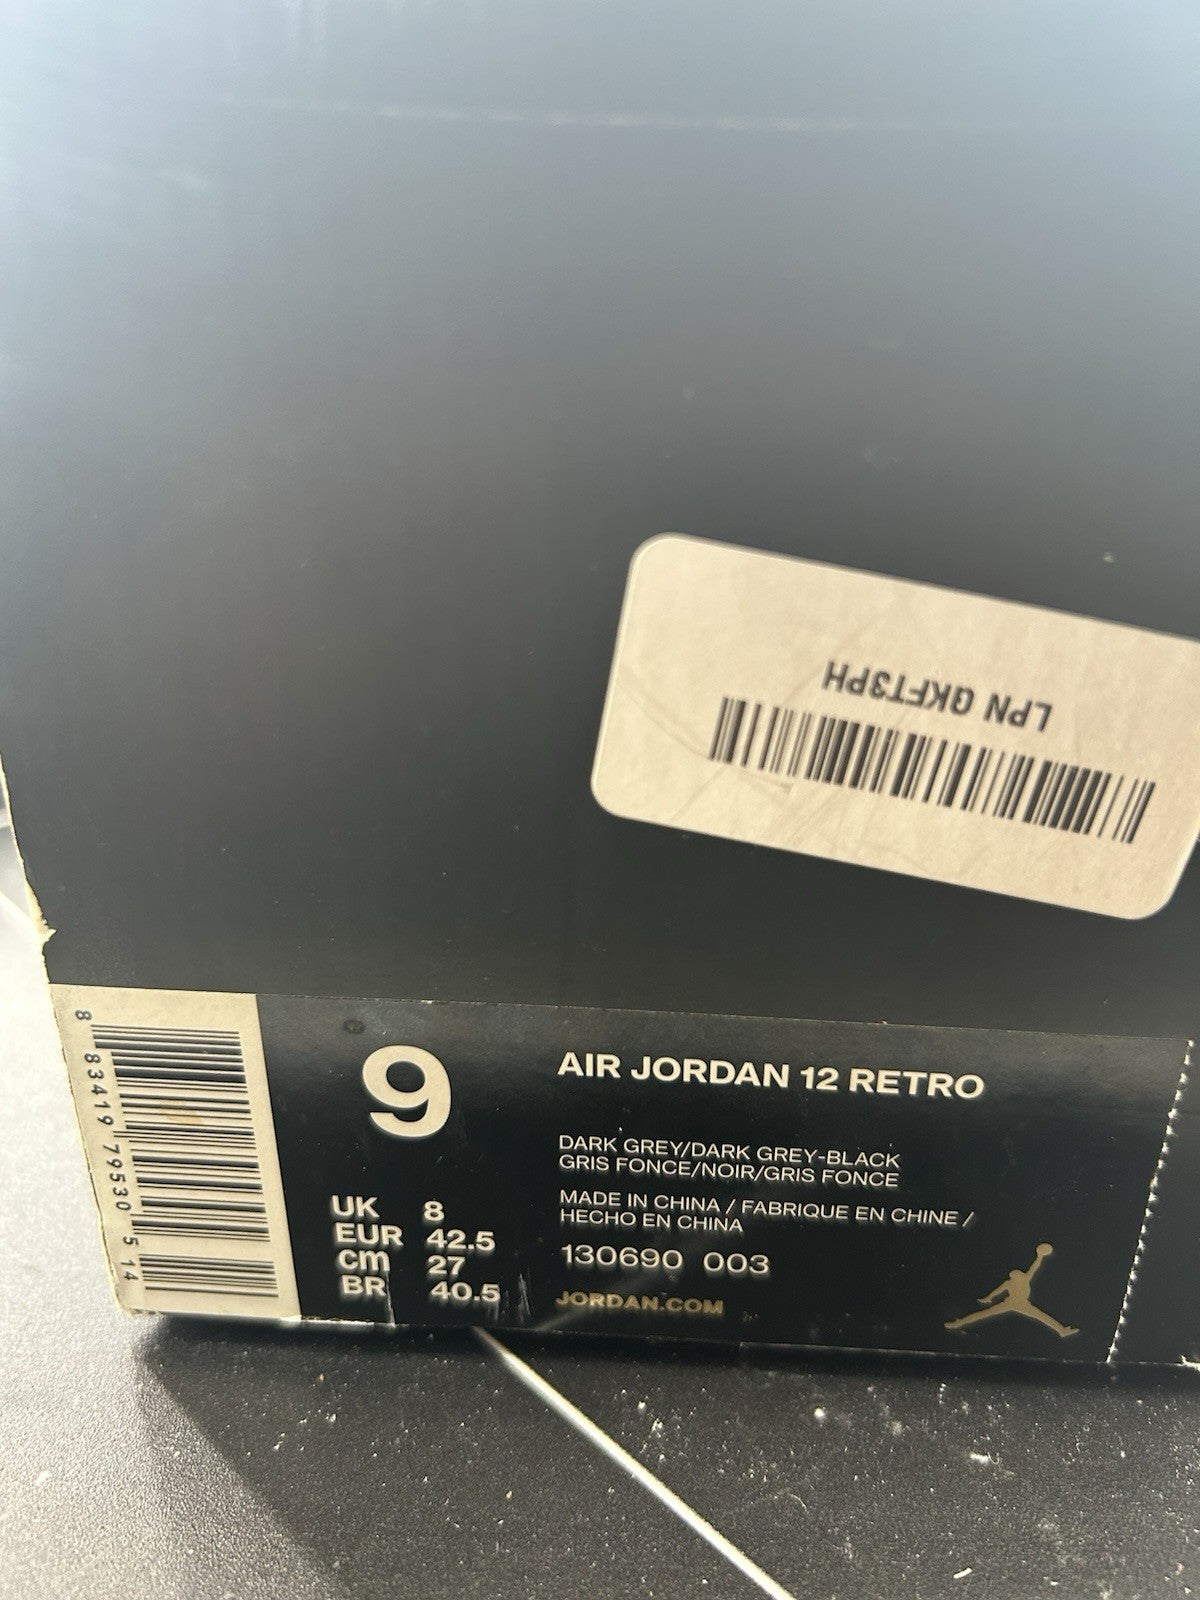 LPN QKFT3PH
8 83419 79530 5 14
9
UK 8
EUR 42.5
cm 27
BR 40.5
AIR JORDAN 12 RETRO
DARK GREY/DARK GREY-BLACK
GRIS FONCE/NOIR/GRIS FONCE
MADE IN CHINA / FABRIQUE EN CHINE /
HECHO EN CHINA
130690 003
JORDAN.COM